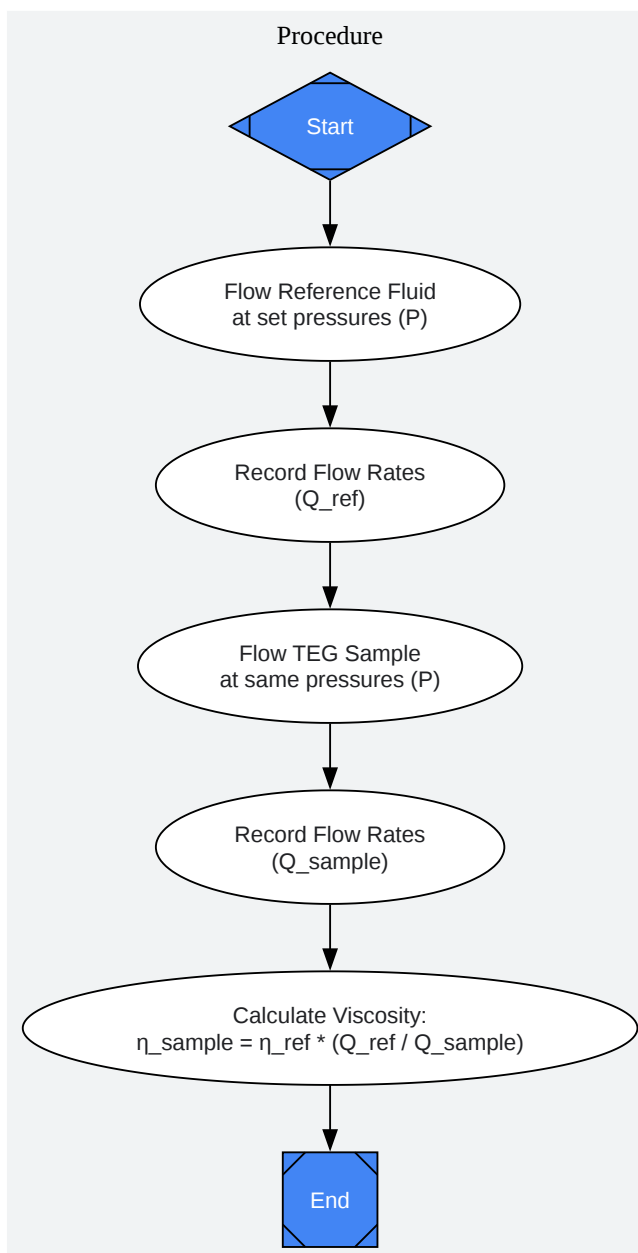 Procedure
Start
Flow Reference Fluid
at set pressures (P)
Record Flow Rates
(Q_ref)
Flow TEG Sample
at same pressures (P)
Record Flow Rates
(Q_sample)
Calculate Viscosity:
η_sample = η_ref * (Q_ref / Q_sample)
End